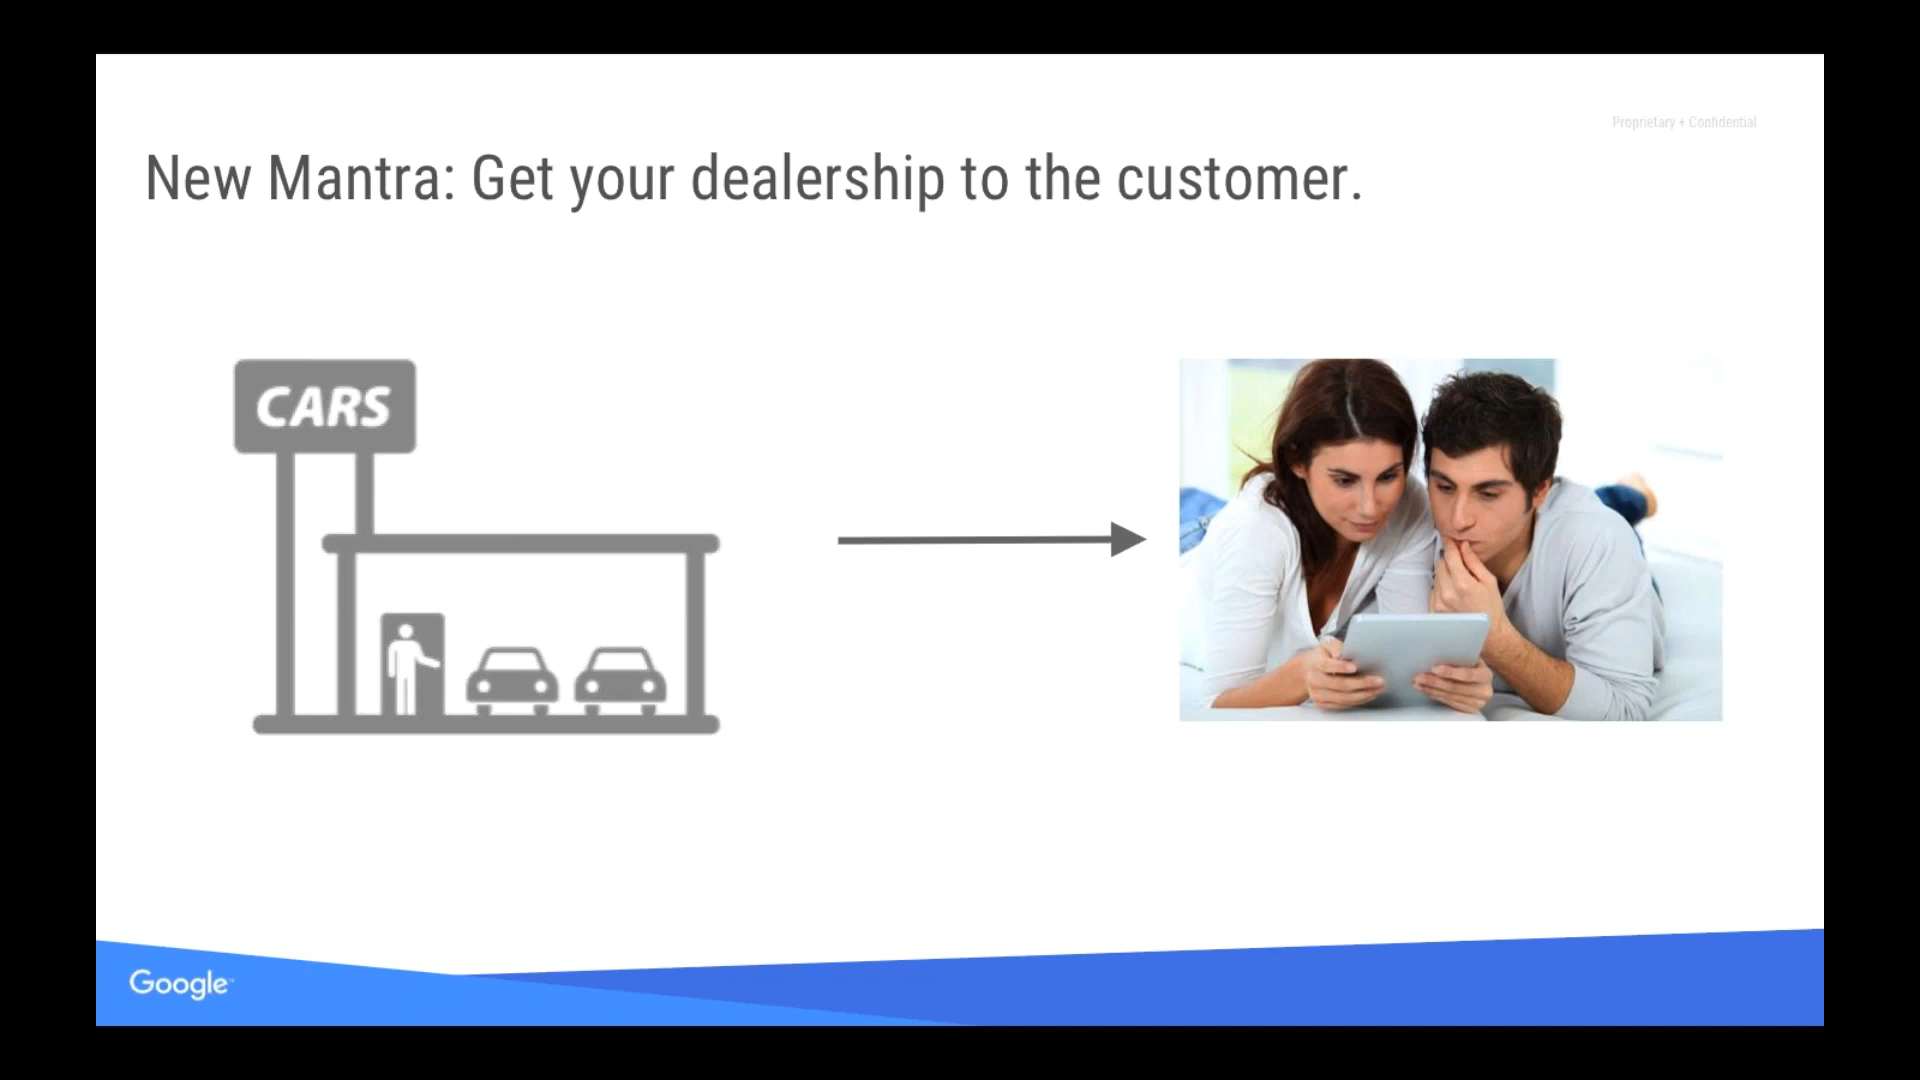 Proprietary + Confidential
New Mantra: Get your dealership to the customer.
CARS
Google